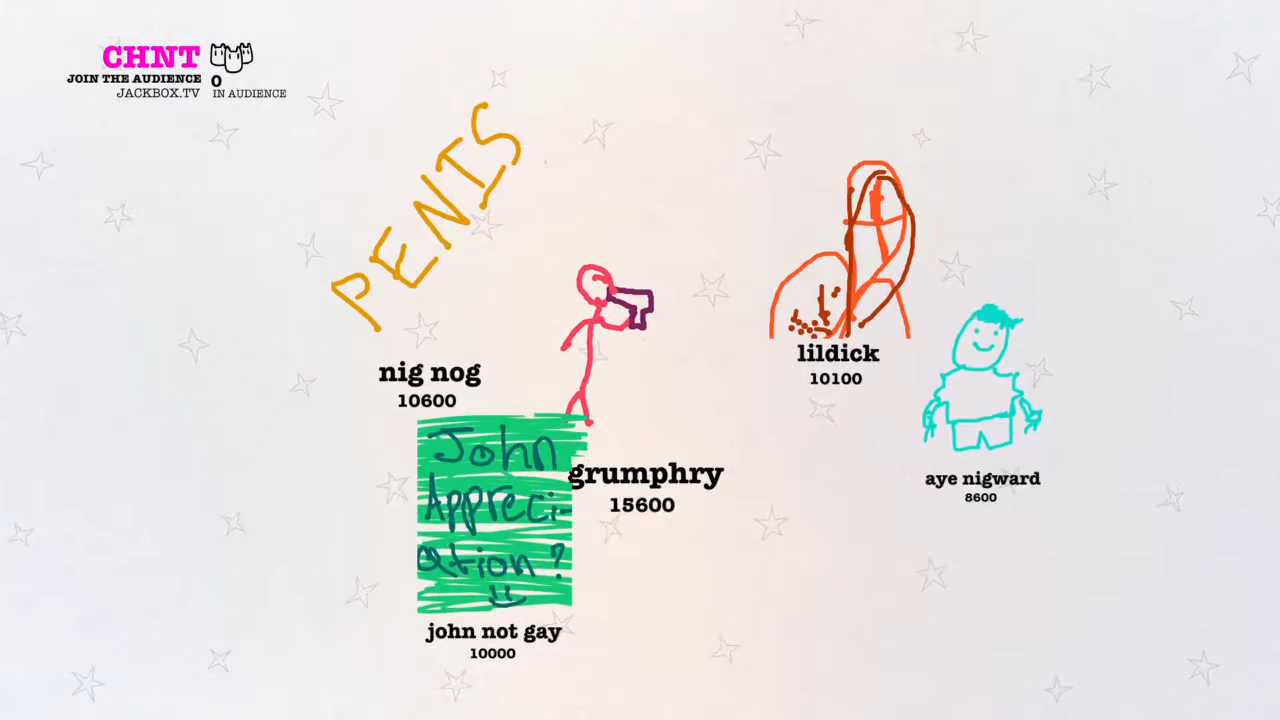 CHNT
JOIN THE AUDIENCE
JACKBOX.TV
0
IN AUDIENCE
PENIS
nig nog
10600
John
Appreci-
ation?
grumphry
15600
lildick
10100
aye nigward
8600
john not gay
10000